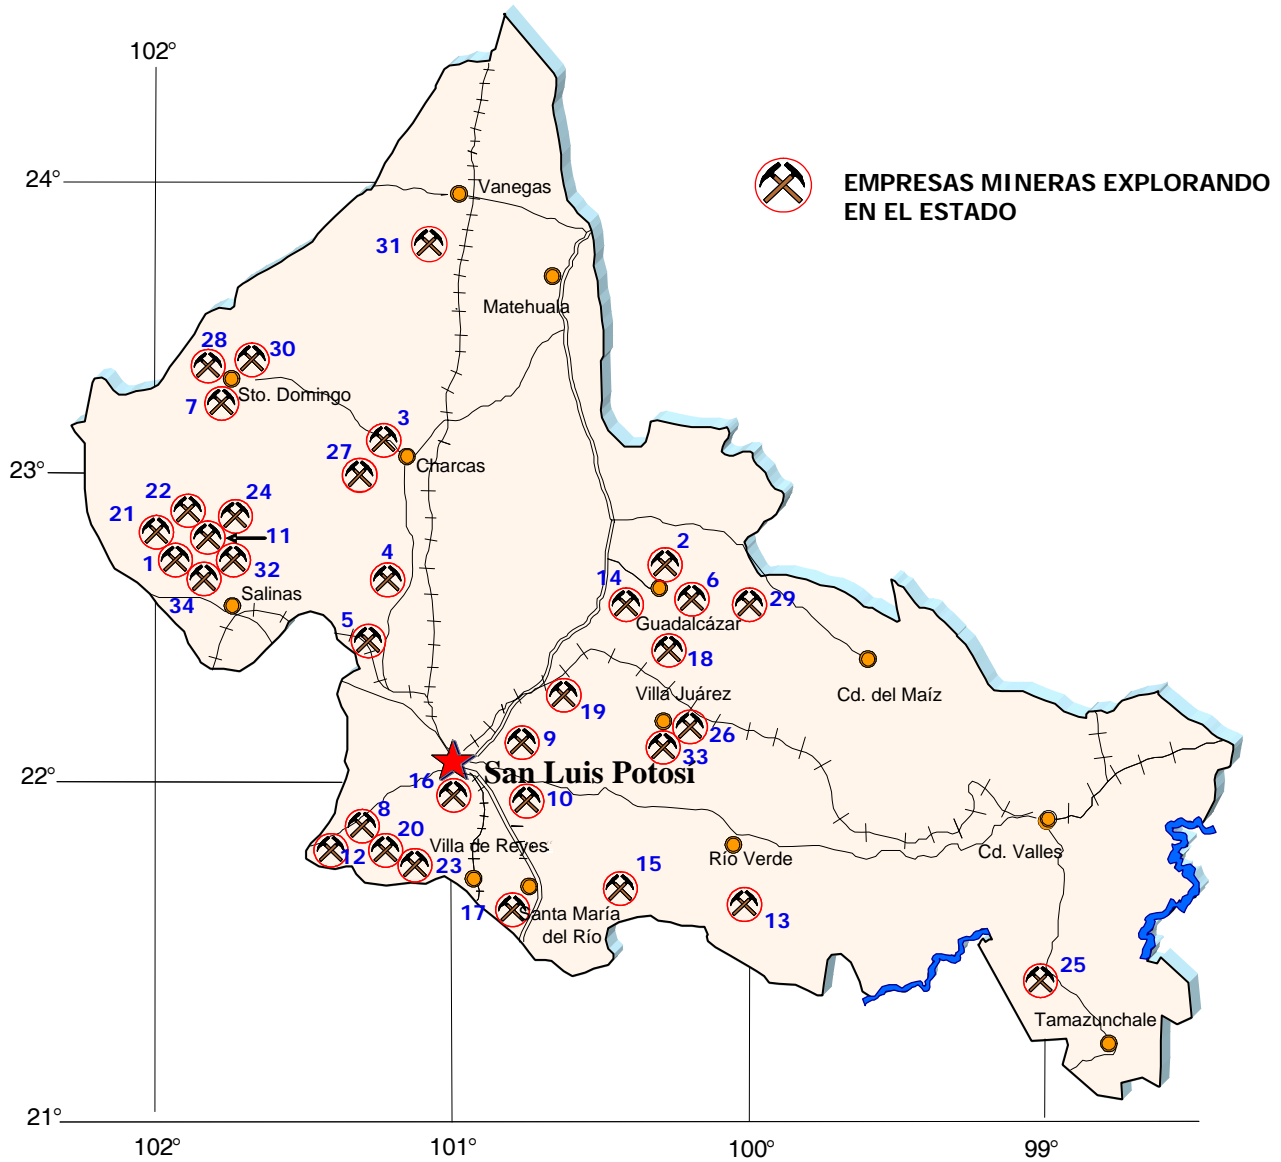 102°
24°
Vanegas
EMPRESAS MINERAS EXPLORANDO
EN EL ESTADO
31
Matehuala
28
30
7
Sto. Domingo
3
27
Charcas
23°
22
24
21
11
1
32
34
Salinas
4
5
2
14
6
29
Guadalcázar
18
Cd. del Maíz
Villa Juárez
19
26
9
33
22°
San Luis Potosí
16
10
8
20
12
23
Villa de Reyes
17
Santa María
del Río
15
Río Verde
13
Cd. Valles
25
Tamazunchale
21°
102°
101°
100°
99°